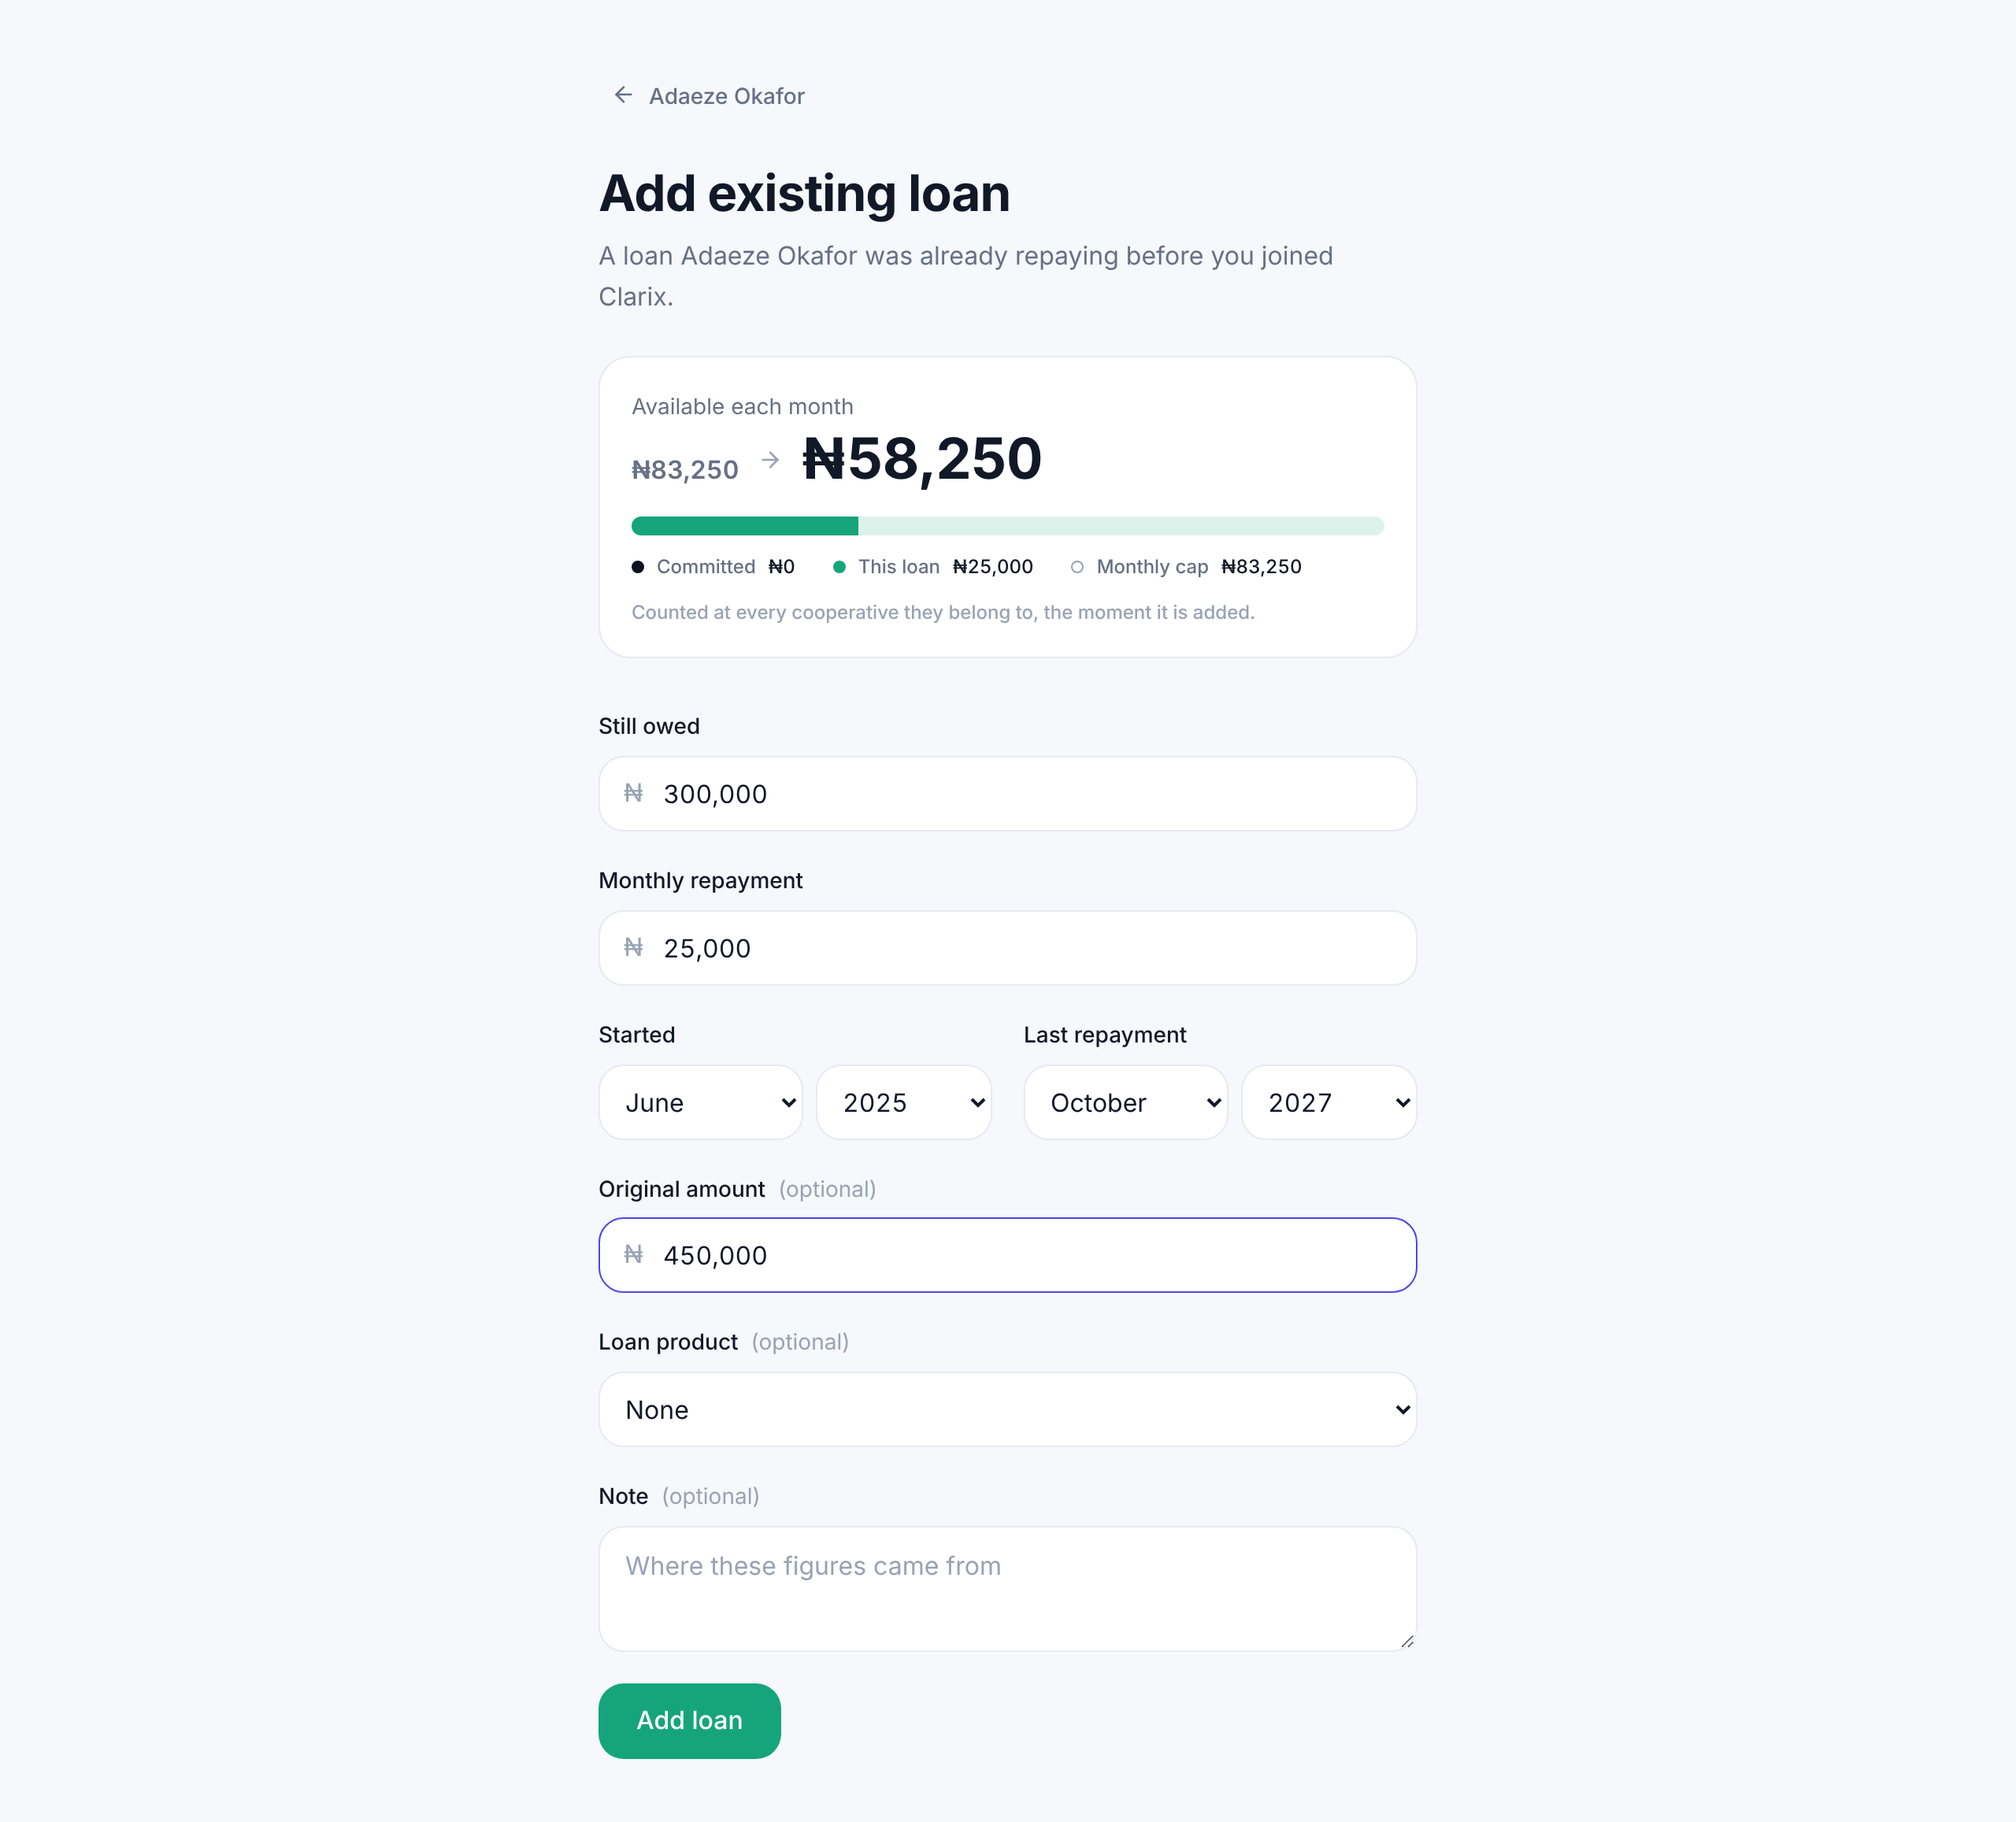 Adaeze Okafor
Add existing loan
A loan Adaeze Okafor was already repaying before you joined
Clarix.
Available each month
₦83,250 → ₦58,250
Committed ₦0 This loan ₦25,000 Monthly cap ₦83,250
Counted at every cooperative they belong to, the moment it is added.
Still owed
₦ 300,000
Monthly repayment
₦ 25,000
Started Last repayment
June 2025 October 2027
Original amount (optional)
₦ 450,000
Loan product (optional)
None
Note (optional)
Where these figures came from
Add loan